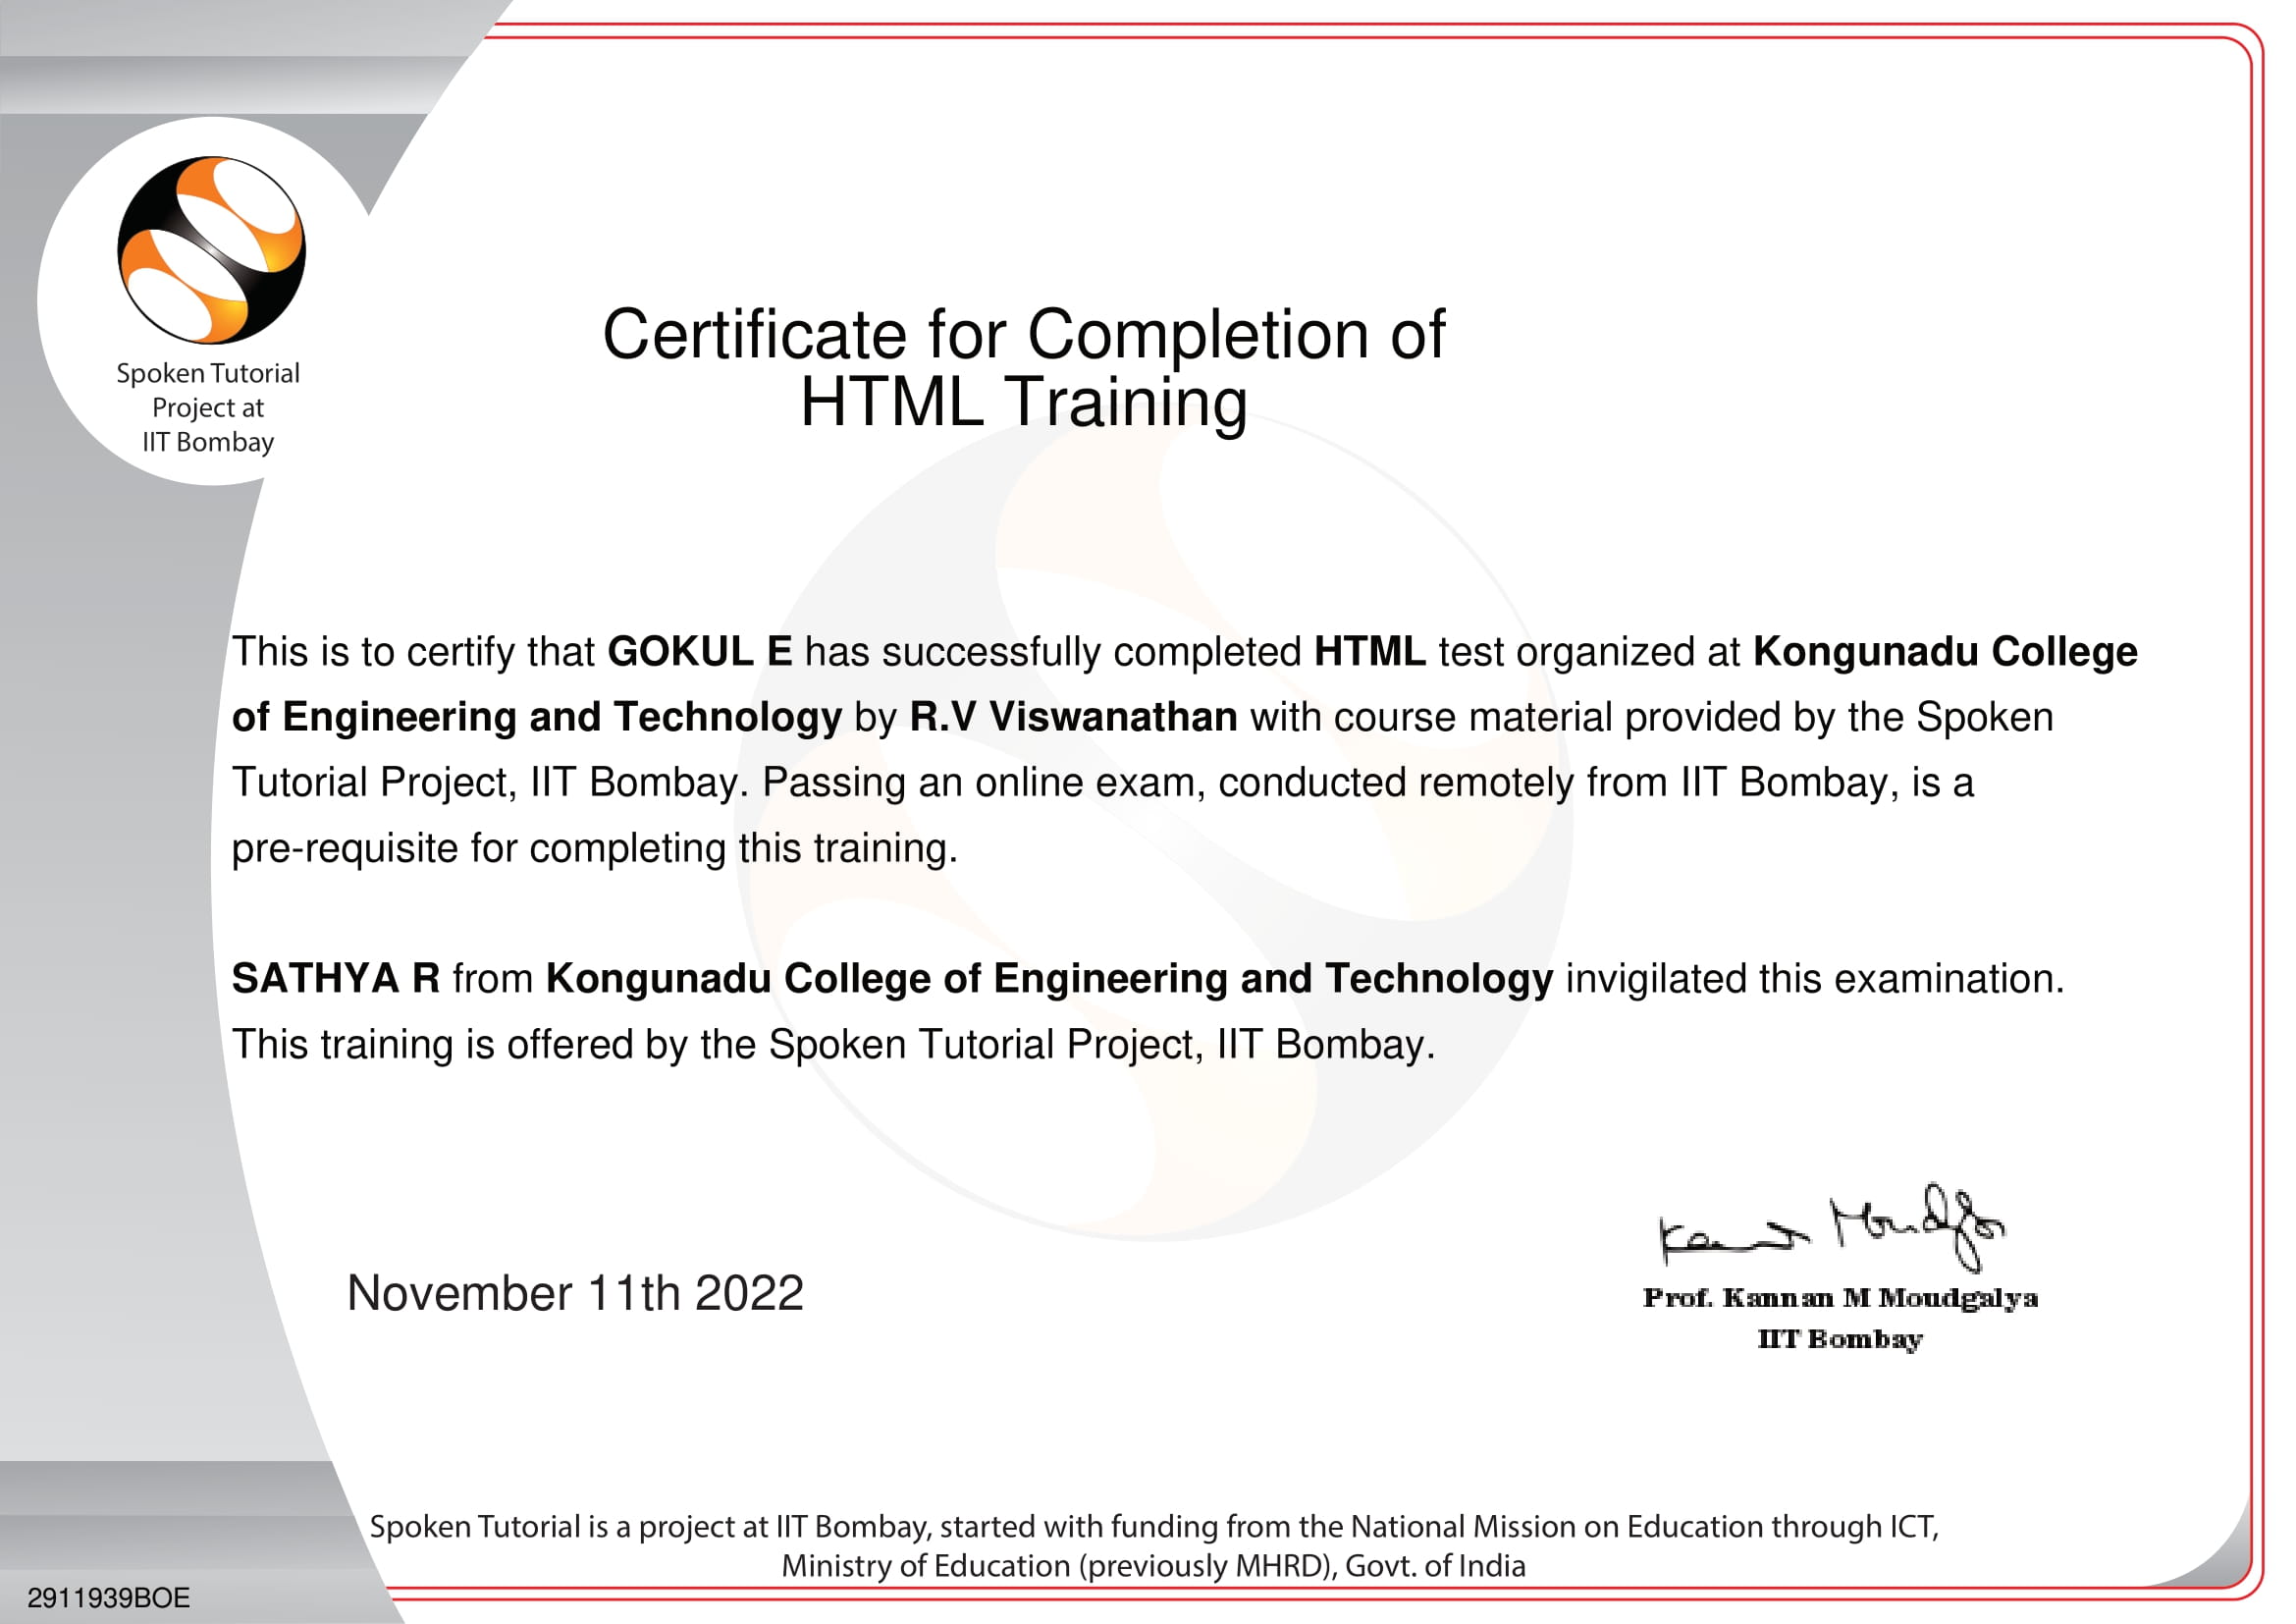 Spoken Tutorial
Project at
IIT Bombay
Certificate for Completion of
HTML Training
This is to certify that GOKUL E has successfully completed HTML test organized at Kongunadu College
of Engineering and Technology by R.V Viswanathan with course material provided by the Spoken
Tutorial Project, IIT Bombay. Passing an online exam, conducted remotely from IIT Bombay, is a
pre-requisite for completing this training.
SATHYA R from Kongunadu College of Engineering and Technology invigilated this examination.
This training is offered by the Spoken Tutorial Project, IIT Bombay.
November 11th 2022
Kannan Moudgalya
Prof. Kannan M Moudgalya
IIT Bombay
Spoken Tutorial is a project at IIT Bombay, started with funding from the National Mission on Education through ICT,
Ministry of Education (previously MHRD), Govt. of India
2911939BOE